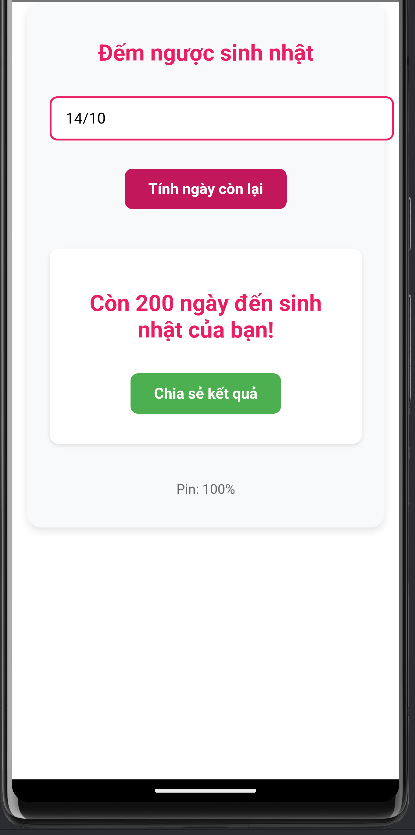 Đếm ngược sinh nhật
14/10
Tính ngày còn lại
Còn 200 ngày đến sinh
nhật của bạn!
Chia sẻ kết quả
Pin: 100%